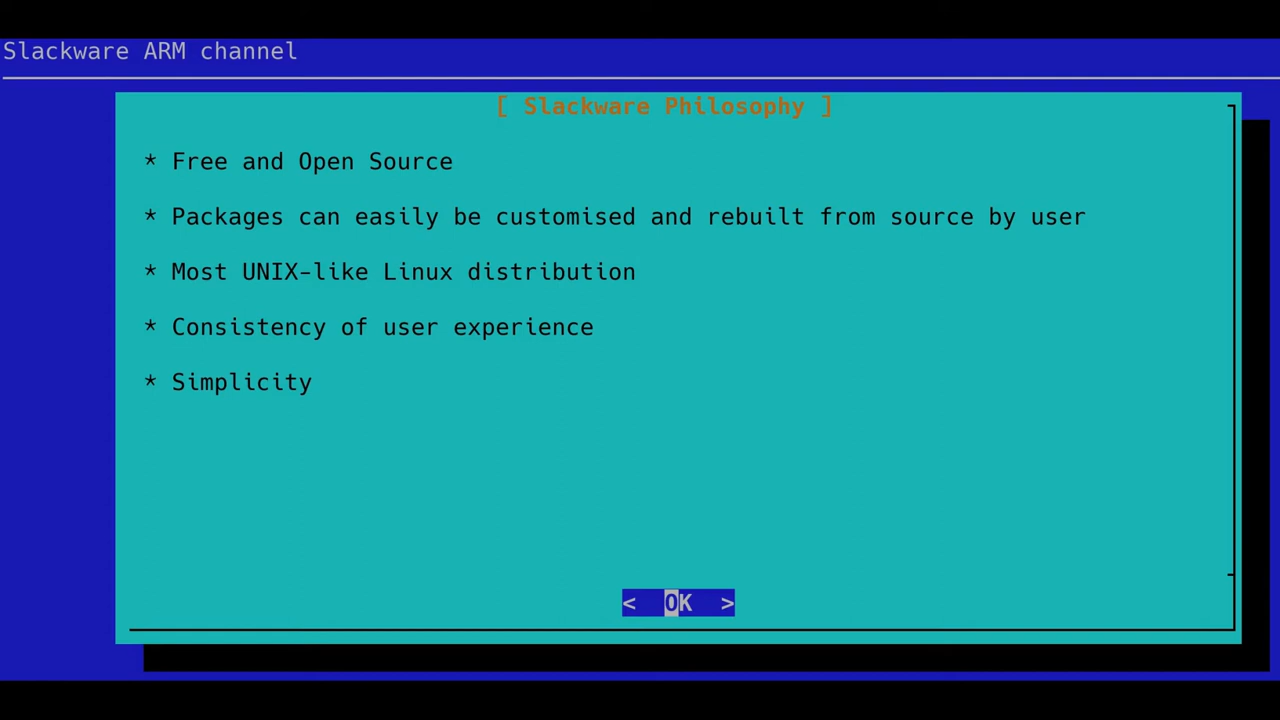 Slackware ARM channel
[ Slackware Philosophy ]
* Free and Open Source
* Packages can easily be customised and rebuilt from source by user
* Most UNIX-like Linux distribution
* Consistency of user experience
* Simplicity
< OK >